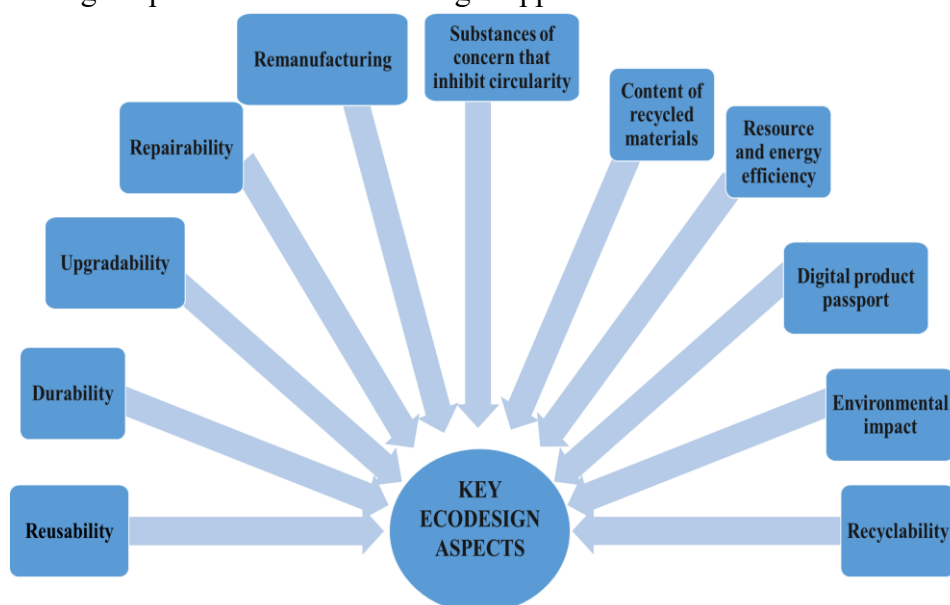 Substances of
concern that
inhibit circularity
Remanufacturing
Content of
recycled
materials
Resource
and energy
efficiency
Repairability
Upgradability
Digital product
passport
Durability
Environmental
impact
Reusability
Recyclability
KEY
ECODESIGN
ASPECTS